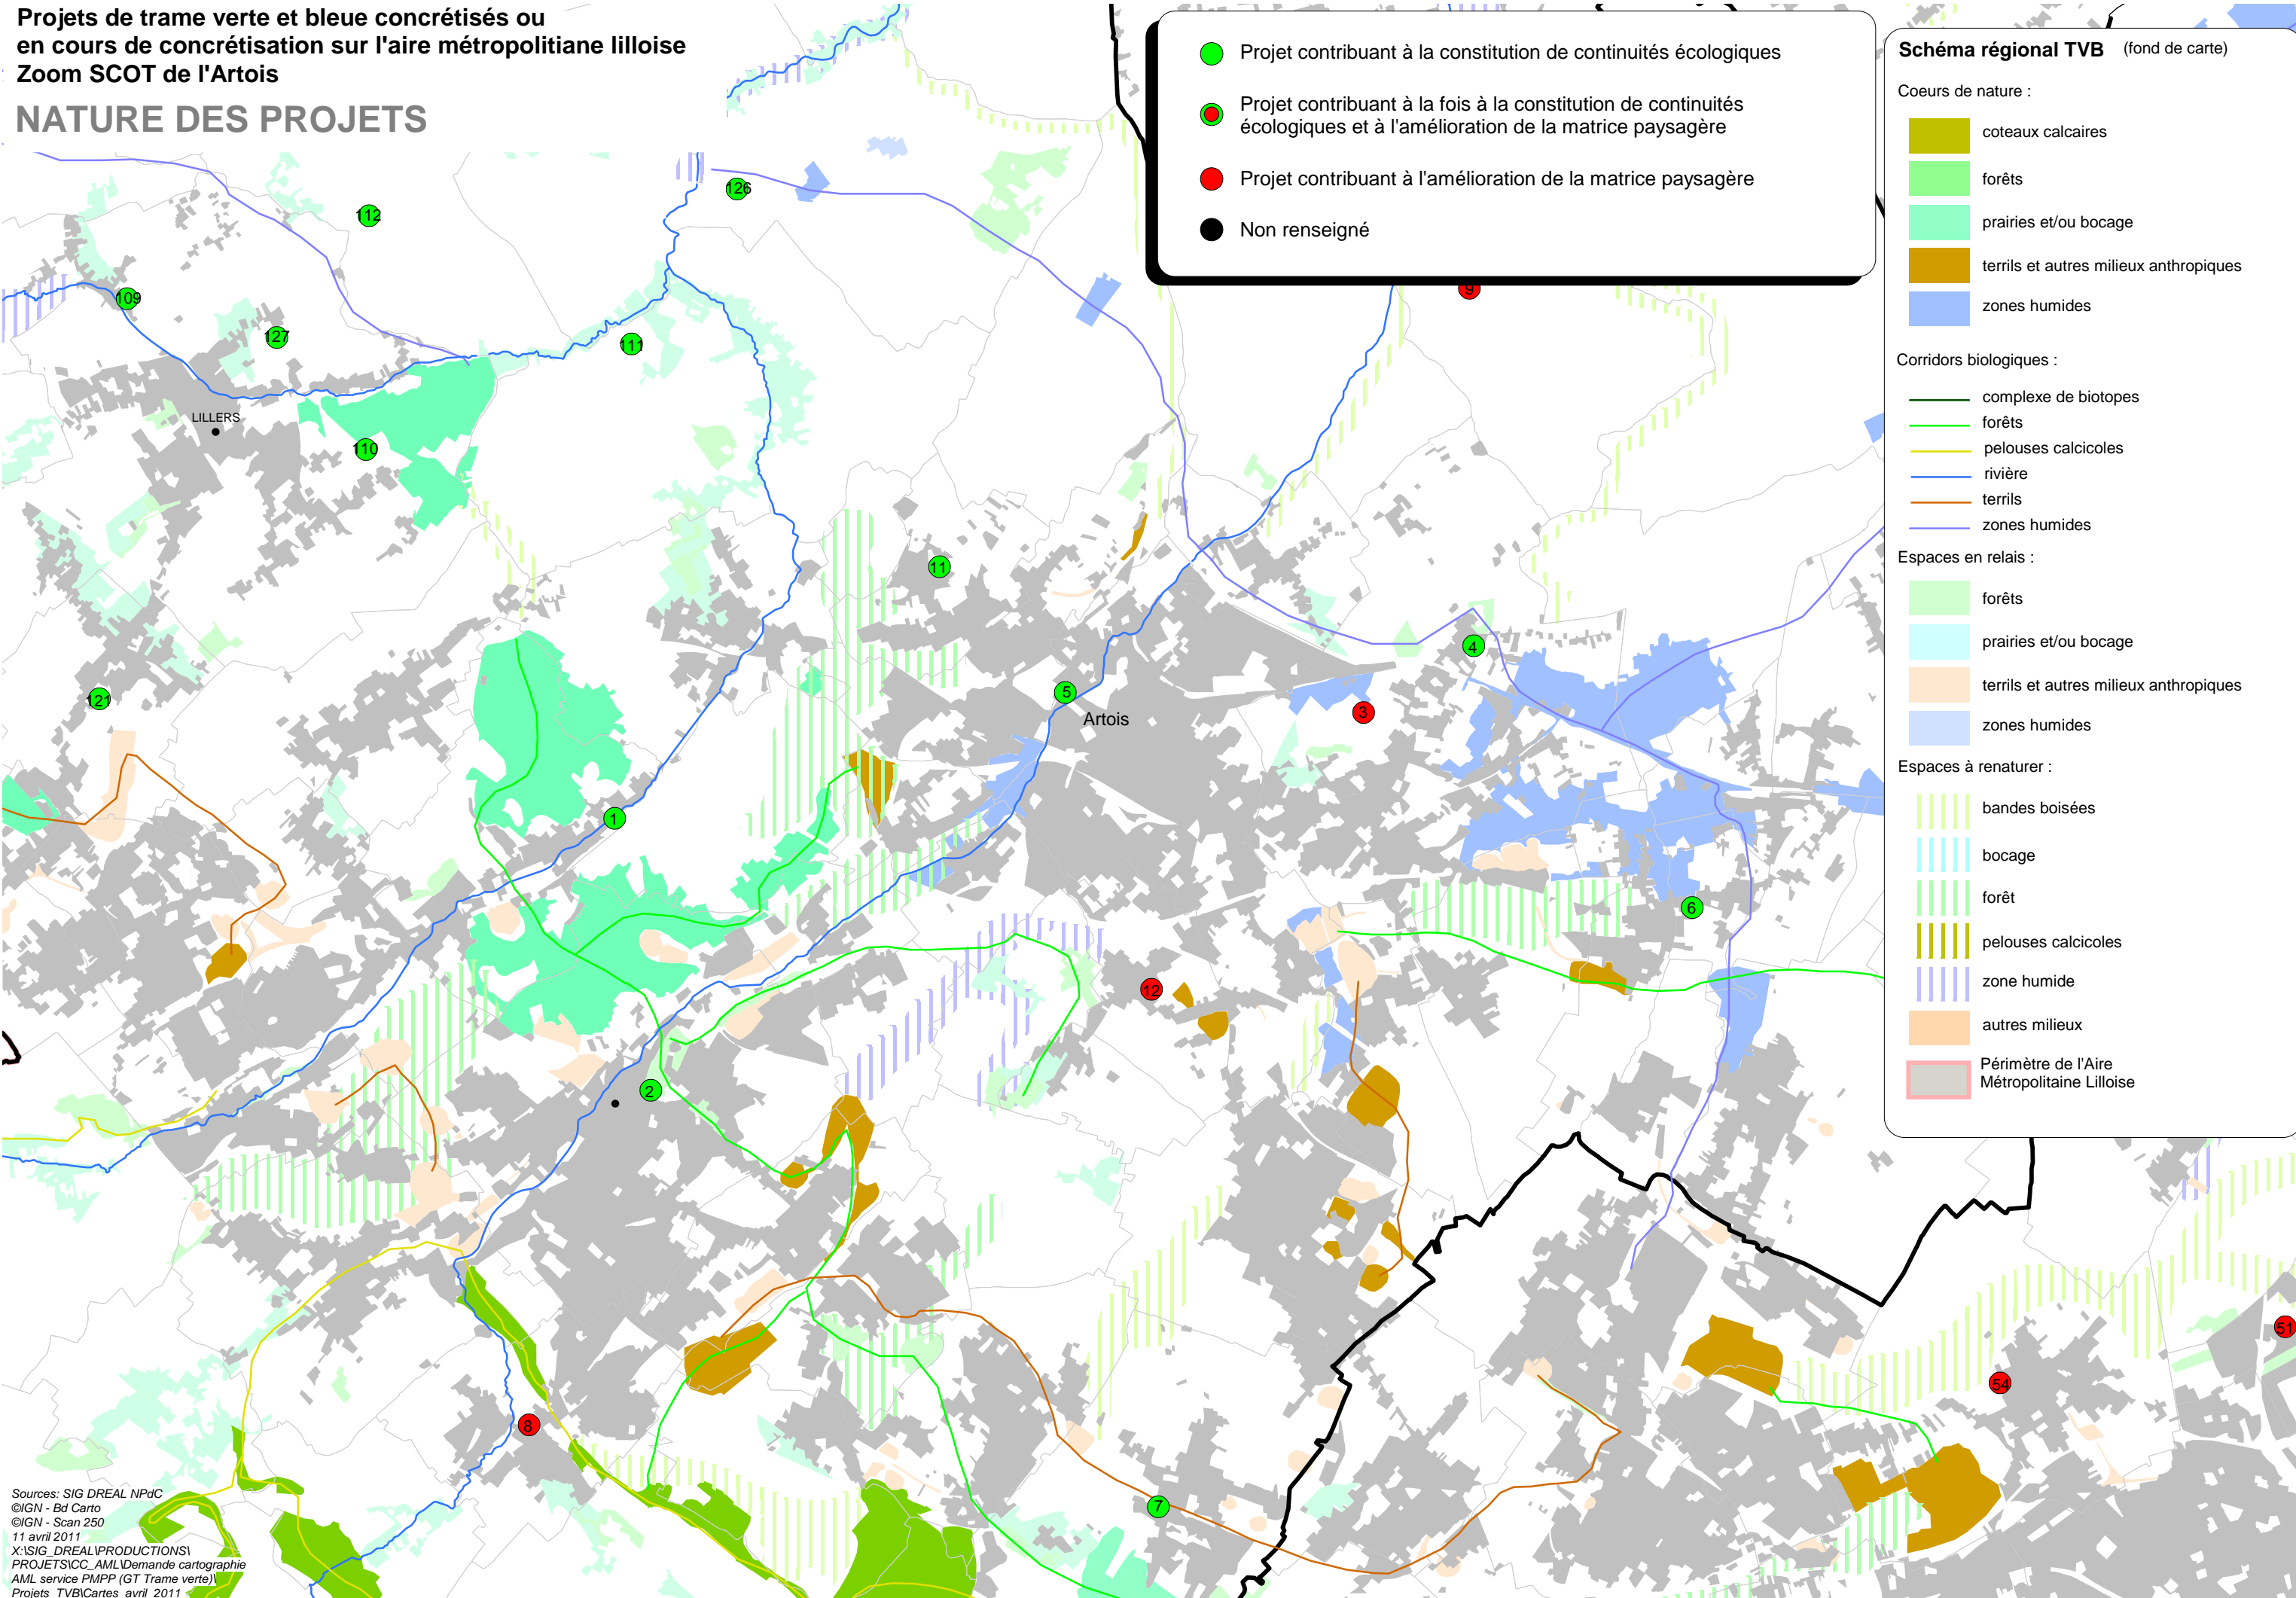 Projets de trame verte et bleue concrétisés ou
en cours de concrétisation sur l'aire métropolitiane lilloise
Zoom SCOT de l'Artois
NATURE DES PROJETS
Projet contribuant à la constitution de continuités écologiques
Projet contribuant à la fois à la constitution de continuités
écologiques et à l'amélioration de la matrice paysagère
Projet contribuant à l'amélioration de la matrice paysagère
Non renseigné
Schéma régional TVB (fond de carte)
Coeurs de nature :
coteaux calcaires
forêts
prairies et/ou bocage
terrils et autres milieux anthropiques
zones humides
Corridors biologiques :
complexe de biotopes
forêts
pelouses calcicoles
rivière
terrils
zones humides
Espaces en relais :
forêts
prairies et/ou bocage
terrils et autres milieux anthropiques
zones humides
Espaces à renaturer :
bandes boisées
bocage
forêt
pelouses calcicoles
zone humide
autres milieux
Périmètre de l'Aire
Métropolitaine Lilloise
126
112
109
9
127
111
LILLERS
110
11
4
121
5
Artois
3
1
6
12
2
51
54
8
7
Sources: SIG DREAL NPdC
©IGN - Bd Carto
©IGN - Scan 250
11 avril 2011
X:\SIG_DREAL\PRODUCTIONS\
PROJETS\CC_AML\Demande cartographie
AML service PMPP (GT Trame verte)\
Projets_TVB\Cartes_avril_2011